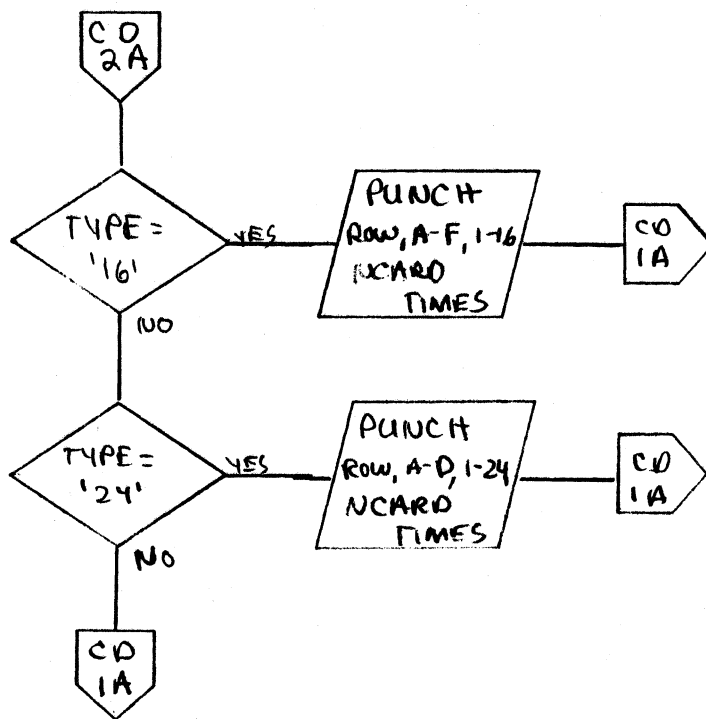 CD
2A
TYPE =
'16'
YES
PUNCH
ROW, A-F, 1-16
NCARD
TIMES
CD
1A
NO
TYPE =
'24'
YES
PUNCH
ROW, A-D, 1-24
NCARD
TIMES
CD
1A
NO
CD
1A